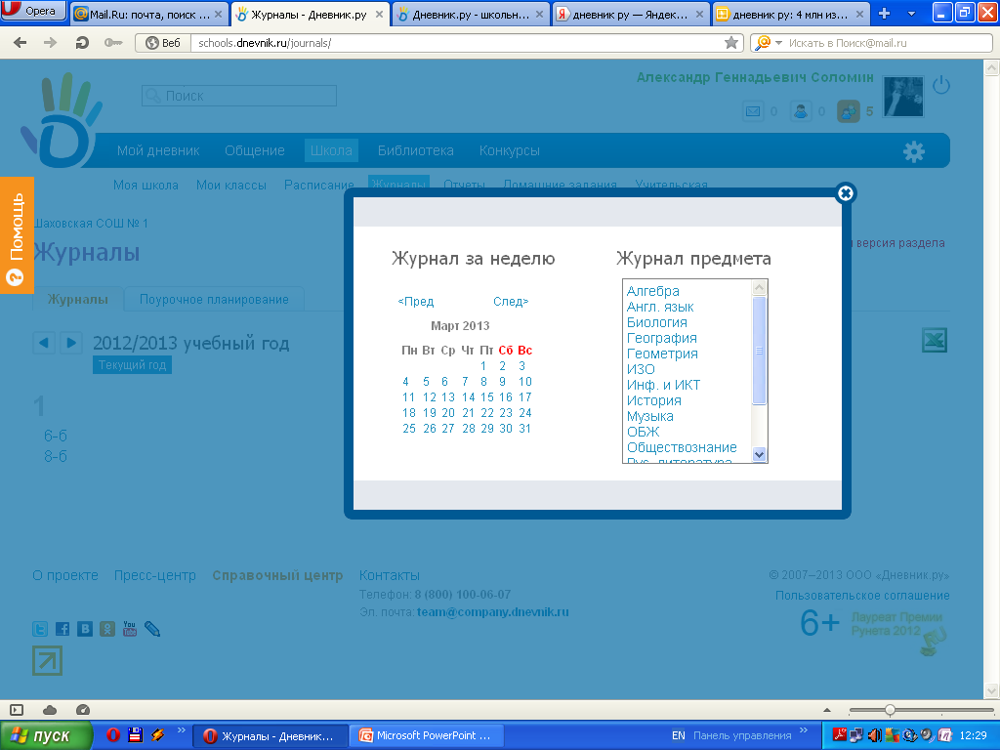 Opera
Mail.Ru: почта, поиск ...
Журналы - Дневник.ру
Дневник.ру - школьн...
дневник ру — Яндек...
дневник ру: 4 млн из...
Веб
schools.dnevnik.ru/journals/
Искать в Поиск@mail.ru
Александр Геннадьевич Соломин
Поиск
0
0
5
Мой дневник
Общение
Школа
Библиотека
Конкурсы
Моя школа
Мои классы
Расписание
Журналы
Отчеты
Домашние задания
Учительская
Помощь
Шаховская СОШ № 1
версия раздела
Журналы
Журналы
Поурочное планирование
2012/2013 учебный год
Текущий год
1
6-б
8-б
Журнал за неделю
<Пред След>
Март 2013
Пн Вт Ср Чт Пт Сб Вс
1 2 3
4 5 6 7 8 9 10
11 12 13 14 15 16 17
18 19 20 21 22 23 24
25 26 27 28 29 30 31
Журнал предмета
Алгебра
Англ. язык
Биология
География
Геометрия
ИЗО
Инф. и ИКТ
История
Музыка
ОБЖ
Обществознание
Рус. литература
О проекте
Пресс-центр
Справочный центр
Контакты
Телефон: 8 (800) 100-06-07
Эл. почта: team@company.dnevnik.ru
© 2007–2013 ООО «Дневник.ру»
Пользовательское соглашение
6+
Лауреат Премии
Рунета 2012
You
пуск
Журналы - Дневник...
Microsoft PowerPoint ...
EN
Панель управления
12:29